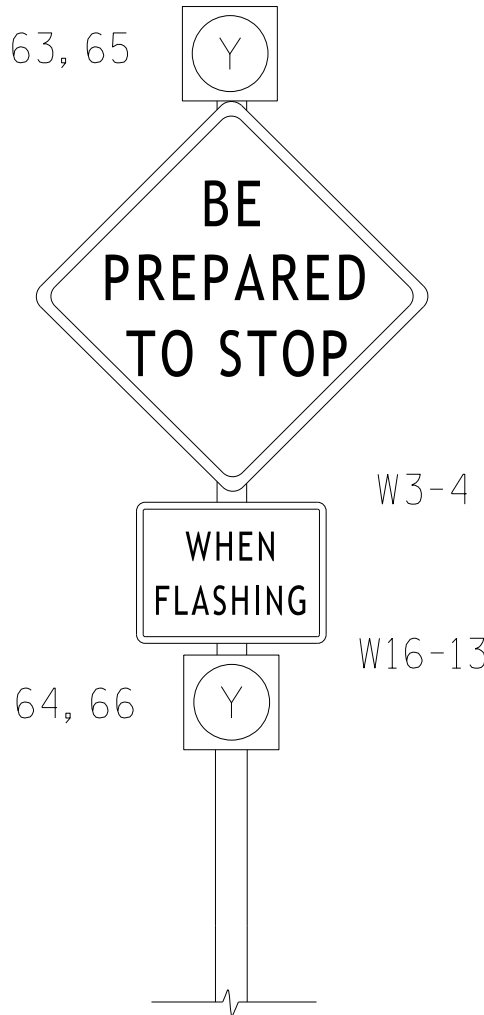 63, 65
Y
BE
PREPARED
TO STOP
W3-4
WHEN
FLASHING
W16-13
64, 66
Y